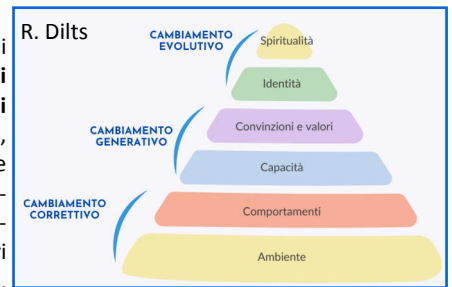 R. Dilts
CAMBIAMENTO
EVOLUTIVO
Spiritualità
Identità
CAMBIAMENTO
GENERATIVO
Convinzioni e valori
Capacità
CAMBIAMENTO
CORRETTIVO
Comportamenti
Ambiente